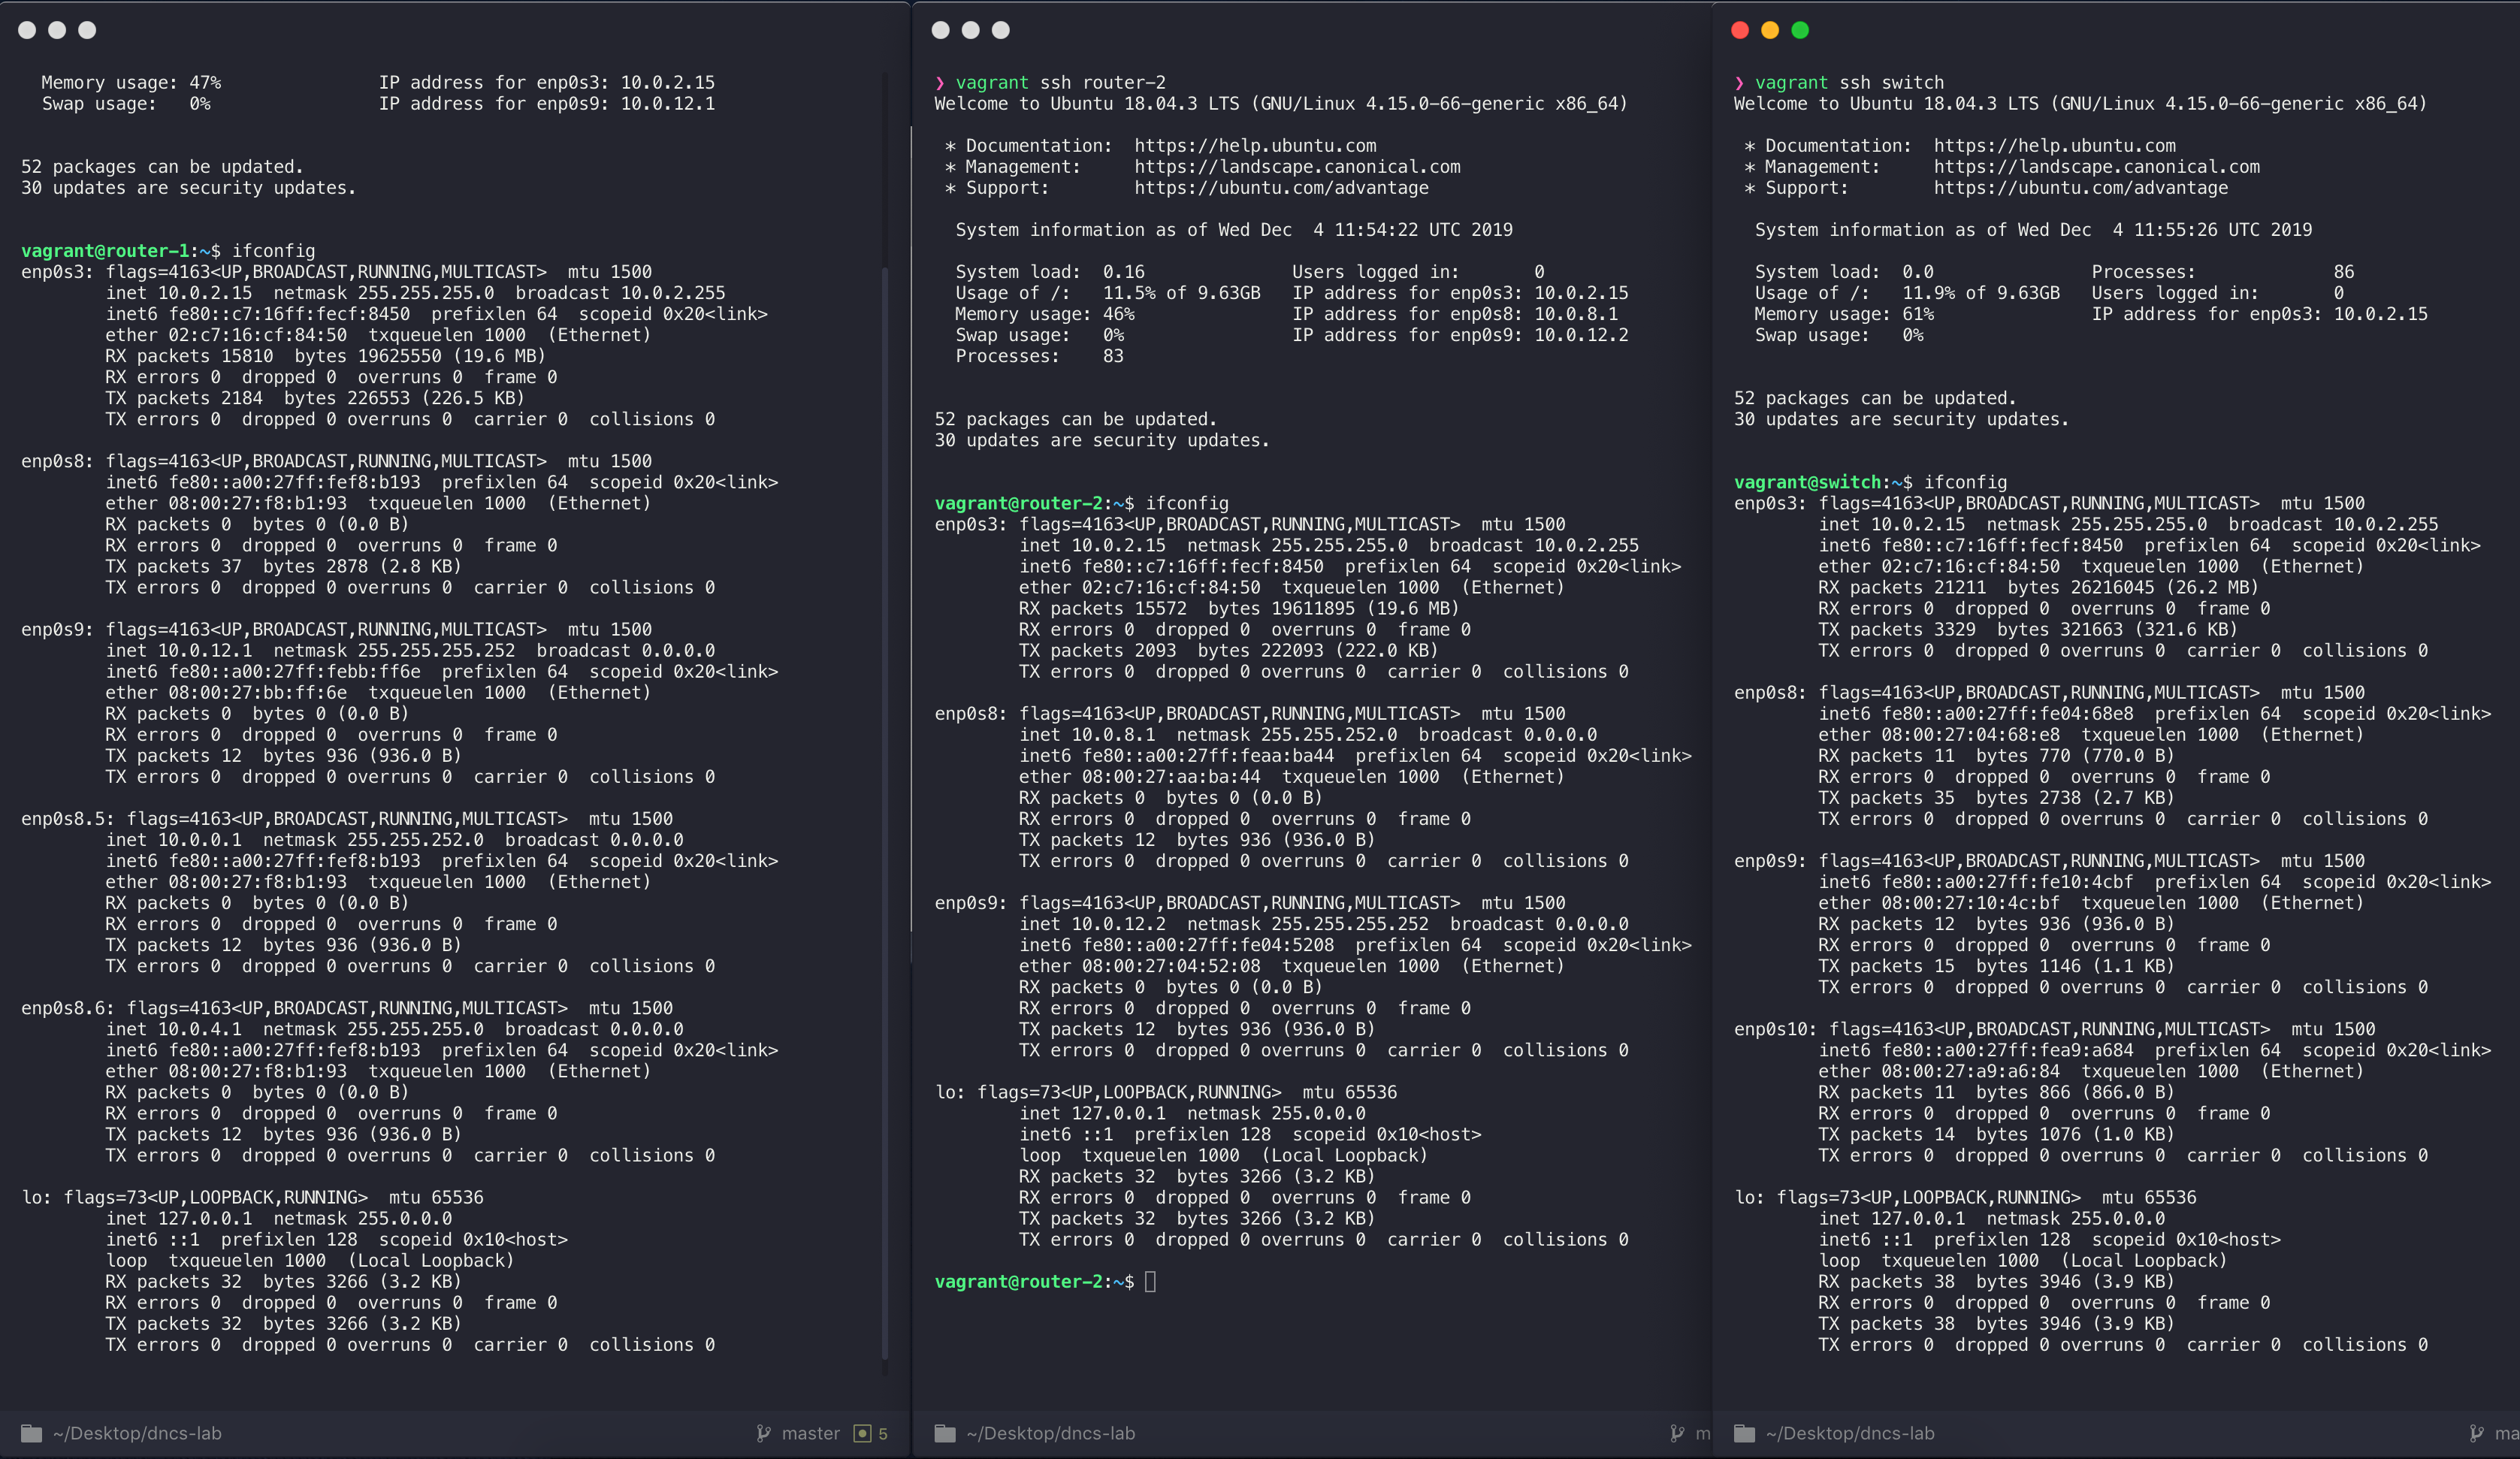 Memory usage: 47%               IP address for enp0s3: 10.0.2.15
  Swap usage:   0%                IP address for enp0s9: 10.0.12.1
52 packages can be updated.
30 updates are security updates.
vagrant@router-1:~$ ifconfig
enp0s3: flags=4163<UP,BROADCAST,RUNNING,MULTICAST>  mtu 1500
        inet 10.0.2.15  netmask 255.255.255.0  broadcast 10.0.2.255
        inet6 fe80::c7:16ff:fecf:8450  prefixlen 64  scopeid 0x20<link>
        ether 02:c7:16:cf:84:50  txqueuelen 1000  (Ethernet)
        RX packets 15810  bytes 19625550 (19.6 MB)
        RX errors 0  dropped 0  overruns 0  frame 0
        TX packets 2184  bytes 226553 (226.5 KB)
        TX errors 0  dropped 0 overruns 0  carrier 0  collisions 0
enp0s8: flags=4163<UP,BROADCAST,RUNNING,MULTICAST>  mtu 1500
        inet6 fe80::a00:27ff:fef8:b193  prefixlen 64  scopeid 0x20<link>
        ether 08:00:27:f8:b1:93  txqueuelen 1000  (Ethernet)
        RX packets 0  bytes 0 (0.0 B)
        RX errors 0  dropped 0  overruns 0  frame 0
        TX packets 37  bytes 2878 (2.8 KB)
        TX errors 0  dropped 0 overruns 0  carrier 0  collisions 0
enp0s9: flags=4163<UP,BROADCAST,RUNNING,MULTICAST>  mtu 1500
        inet 10.0.12.1  netmask 255.255.255.252  broadcast 0.0.0.0
        inet6 fe80::a00:27ff:febb:ff6e  prefixlen 64  scopeid 0x20<link>
        ether 08:00:27:bb:ff:6e  txqueuelen 1000  (Ethernet)
        RX packets 0  bytes 0 (0.0 B)
        RX errors 0  dropped 0  overruns 0  frame 0
        TX packets 12  bytes 936 (936.0 B)
        TX errors 0  dropped 0 overruns 0  carrier 0  collisions 0
enp0s8.5: flags=4163<UP,BROADCAST,RUNNING,MULTICAST>  mtu 1500
        inet 10.0.0.1  netmask 255.255.252.0  broadcast 0.0.0.0
        inet6 fe80::a00:27ff:fef8:b193  prefixlen 64  scopeid 0x20<link>
        ether 08:00:27:f8:b1:93  txqueuelen 1000  (Ethernet)
        RX packets 0  bytes 0 (0.0 B)
        RX errors 0  dropped 0  overruns 0  frame 0
        TX packets 12  bytes 936 (936.0 B)
        TX errors 0  dropped 0 overruns 0  carrier 0  collisions 0
enp0s8.6: flags=4163<UP,BROADCAST,RUNNING,MULTICAST>  mtu 1500
        inet 10.0.4.1  netmask 255.255.255.0  broadcast 0.0.0.0
        inet6 fe80::a00:27ff:fef8:b193  prefixlen 64  scopeid 0x20<link>
        ether 08:00:27:f8:b1:93  txqueuelen 1000  (Ethernet)
        RX packets 0  bytes 0 (0.0 B)
        RX errors 0  dropped 0  overruns 0  frame 0
        TX packets 12  bytes 936 (936.0 B)
        TX errors 0  dropped 0 overruns 0  carrier 0  collisions 0
lo: flags=73<UP,LOOPBACK,RUNNING>  mtu 65536
        inet 127.0.0.1  netmask 255.0.0.0
        inet6 ::1  prefixlen 128  scopeid 0x10<host>
        loop  txqueuelen 1000  (Local Loopback)
        RX packets 32  bytes 3266 (3.2 KB)
        RX errors 0  dropped 0  overruns 0  frame 0
        TX packets 32  bytes 3266 (3.2 KB)
        TX errors 0  dropped 0 overruns 0  carrier 0  collisions 0
~/Desktop/dncs-lab master 5
❯ vagrant ssh router-2
Welcome to Ubuntu 18.04.3 LTS (GNU/Linux 4.15.0-66-generic x86_64)
 * Documentation:  https://help.ubuntu.com
 * Management:     https://landscape.canonical.com
 * Support:        https://ubuntu.com/advantage
  System information as of Wed Dec  4 11:54:22 UTC 2019
  System load:  0.16              Users logged in:       0
  Usage of /:   11.5% of 9.63GB   IP address for enp0s3: 10.0.2.15
  Memory usage: 46%               IP address for enp0s8: 10.0.8.1
  Swap usage:   0%                IP address for enp0s9: 10.0.12.2
  Processes:    83
52 packages can be updated.
30 updates are security updates.
vagrant@router-2:~$ ifconfig
enp0s3: flags=4163<UP,BROADCAST,RUNNING,MULTICAST>  mtu 1500
        inet 10.0.2.15  netmask 255.255.255.0  broadcast 10.0.2.255
        inet6 fe80::c7:16ff:fecf:8450  prefixlen 64  scopeid 0x20<link>
        ether 02:c7:16:cf:84:50  txqueuelen 1000  (Ethernet)
        RX packets 15572  bytes 19611895 (19.6 MB)
        RX errors 0  dropped 0  overruns 0  frame 0
        TX packets 2093  bytes 222093 (222.0 KB)
        TX errors 0  dropped 0 overruns 0  carrier 0  collisions 0
enp0s8: flags=4163<UP,BROADCAST,RUNNING,MULTICAST>  mtu 1500
        inet 10.0.8.1  netmask 255.255.252.0  broadcast 0.0.0.0
        inet6 fe80::a00:27ff:feaa:ba44  prefixlen 64  scopeid 0x20<link>
        ether 08:00:27:aa:ba:44  txqueuelen 1000  (Ethernet)
        RX packets 0  bytes 0 (0.0 B)
        RX errors 0  dropped 0  overruns 0  frame 0
        TX packets 12  bytes 936 (936.0 B)
        TX errors 0  dropped 0 overruns 0  carrier 0  collisions 0
enp0s9: flags=4163<UP,BROADCAST,RUNNING,MULTICAST>  mtu 1500
        inet 10.0.12.2  netmask 255.255.255.252  broadcast 0.0.0.0
        inet6 fe80::a00:27ff:fe04:5208  prefixlen 64  scopeid 0x20<link>
        ether 08:00:27:04:52:08  txqueuelen 1000  (Ethernet)
        RX packets 0  bytes 0 (0.0 B)
        RX errors 0  dropped 0  overruns 0  frame 0
        TX packets 12  bytes 936 (936.0 B)
        TX errors 0  dropped 0 overruns 0  carrier 0  collisions 0
lo: flags=73<UP,LOOPBACK,RUNNING>  mtu 65536
        inet 127.0.0.1  netmask 255.0.0.0
        inet6 ::1  prefixlen 128  scopeid 0x10<host>
        loop  txqueuelen 1000  (Local Loopback)
        RX packets 32  bytes 3266 (3.2 KB)
        RX errors 0  dropped 0  overruns 0  frame 0
        TX packets 32  bytes 3266 (3.2 KB)
        TX errors 0  dropped 0 overruns 0  carrier 0  collisions 0
vagrant@router-2:~$
~/Desktop/dncs-lab m
❯ vagrant ssh switch
Welcome to Ubuntu 18.04.3 LTS (GNU/Linux 4.15.0-66-generic x86_64)
 * Documentation:  https://help.ubuntu.com
 * Management:     https://landscape.canonical.com
 * Support:        https://ubuntu.com/advantage
  System information as of Wed Dec  4 11:55:26 UTC 2019
  System load:  0.0               Processes:             86
  Usage of /:   11.9% of 9.63GB   Users logged in:       0
  Memory usage: 61%               IP address for enp0s3: 10.0.2.15
  Swap usage:   0%
52 packages can be updated.
30 updates are security updates.
vagrant@switch:~$ ifconfig
enp0s3: flags=4163<UP,BROADCAST,RUNNING,MULTICAST>  mtu 1500
        inet 10.0.2.15  netmask 255.255.255.0  broadcast 10.0.2.255
        inet6 fe80::c7:16ff:fecf:8450  prefixlen 64  scopeid 0x20<link>
        ether 02:c7:16:cf:84:50  txqueuelen 1000  (Ethernet)
        RX packets 21211  bytes 26216045 (26.2 MB)
        RX errors 0  dropped 0  overruns 0  frame 0
        TX packets 3329  bytes 321663 (321.6 KB)
        TX errors 0  dropped 0 overruns 0  carrier 0  collisions 0
enp0s8: flags=4163<UP,BROADCAST,RUNNING,MULTICAST>  mtu 1500
        inet6 fe80::a00:27ff:fe04:68e8  prefixlen 64  scopeid 0x20<link>
        ether 08:00:27:04:68:e8  txqueuelen 1000  (Ethernet)
        RX packets 11  bytes 770 (770.0 B)
        RX errors 0  dropped 0  overruns 0  frame 0
        TX packets 35  bytes 2738 (2.7 KB)
        TX errors 0  dropped 0 overruns 0  carrier 0  collisions 0
enp0s9: flags=4163<UP,BROADCAST,RUNNING,MULTICAST>  mtu 1500
        inet6 fe80::a00:27ff:fe10:4cbf  prefixlen 64  scopeid 0x20<link>
        ether 08:00:27:10:4c:bf  txqueuelen 1000  (Ethernet)
        RX packets 12  bytes 936 (936.0 B)
        RX errors 0  dropped 0  overruns 0  frame 0
        TX packets 15  bytes 1146 (1.1 KB)
        TX errors 0  dropped 0 overruns 0  carrier 0  collisions 0
enp0s10: flags=4163<UP,BROADCAST,RUNNING,MULTICAST>  mtu 1500
        inet6 fe80::a00:27ff:fea9:a684  prefixlen 64  scopeid 0x20<link>
        ether 08:00:27:a9:a6:84  txqueuelen 1000  (Ethernet)
        RX packets 11  bytes 866 (866.0 B)
        RX errors 0  dropped 0  overruns 0  frame 0
        TX packets 14  bytes 1076 (1.0 KB)
        TX errors 0  dropped 0 overruns 0  carrier 0  collisions 0
lo: flags=73<UP,LOOPBACK,RUNNING>  mtu 65536
        inet 127.0.0.1  netmask 255.0.0.0
        inet6 ::1  prefixlen 128  scopeid 0x10<host>
        loop  txqueuelen 1000  (Local Loopback)
        RX packets 38  bytes 3946 (3.9 KB)
        RX errors 0  dropped 0  overruns 0  frame 0
        TX packets 38  bytes 3946 (3.9 KB)
        TX errors 0  dropped 0 overruns 0  carrier 0  collisions 0
~/Desktop/dncs-lab ma